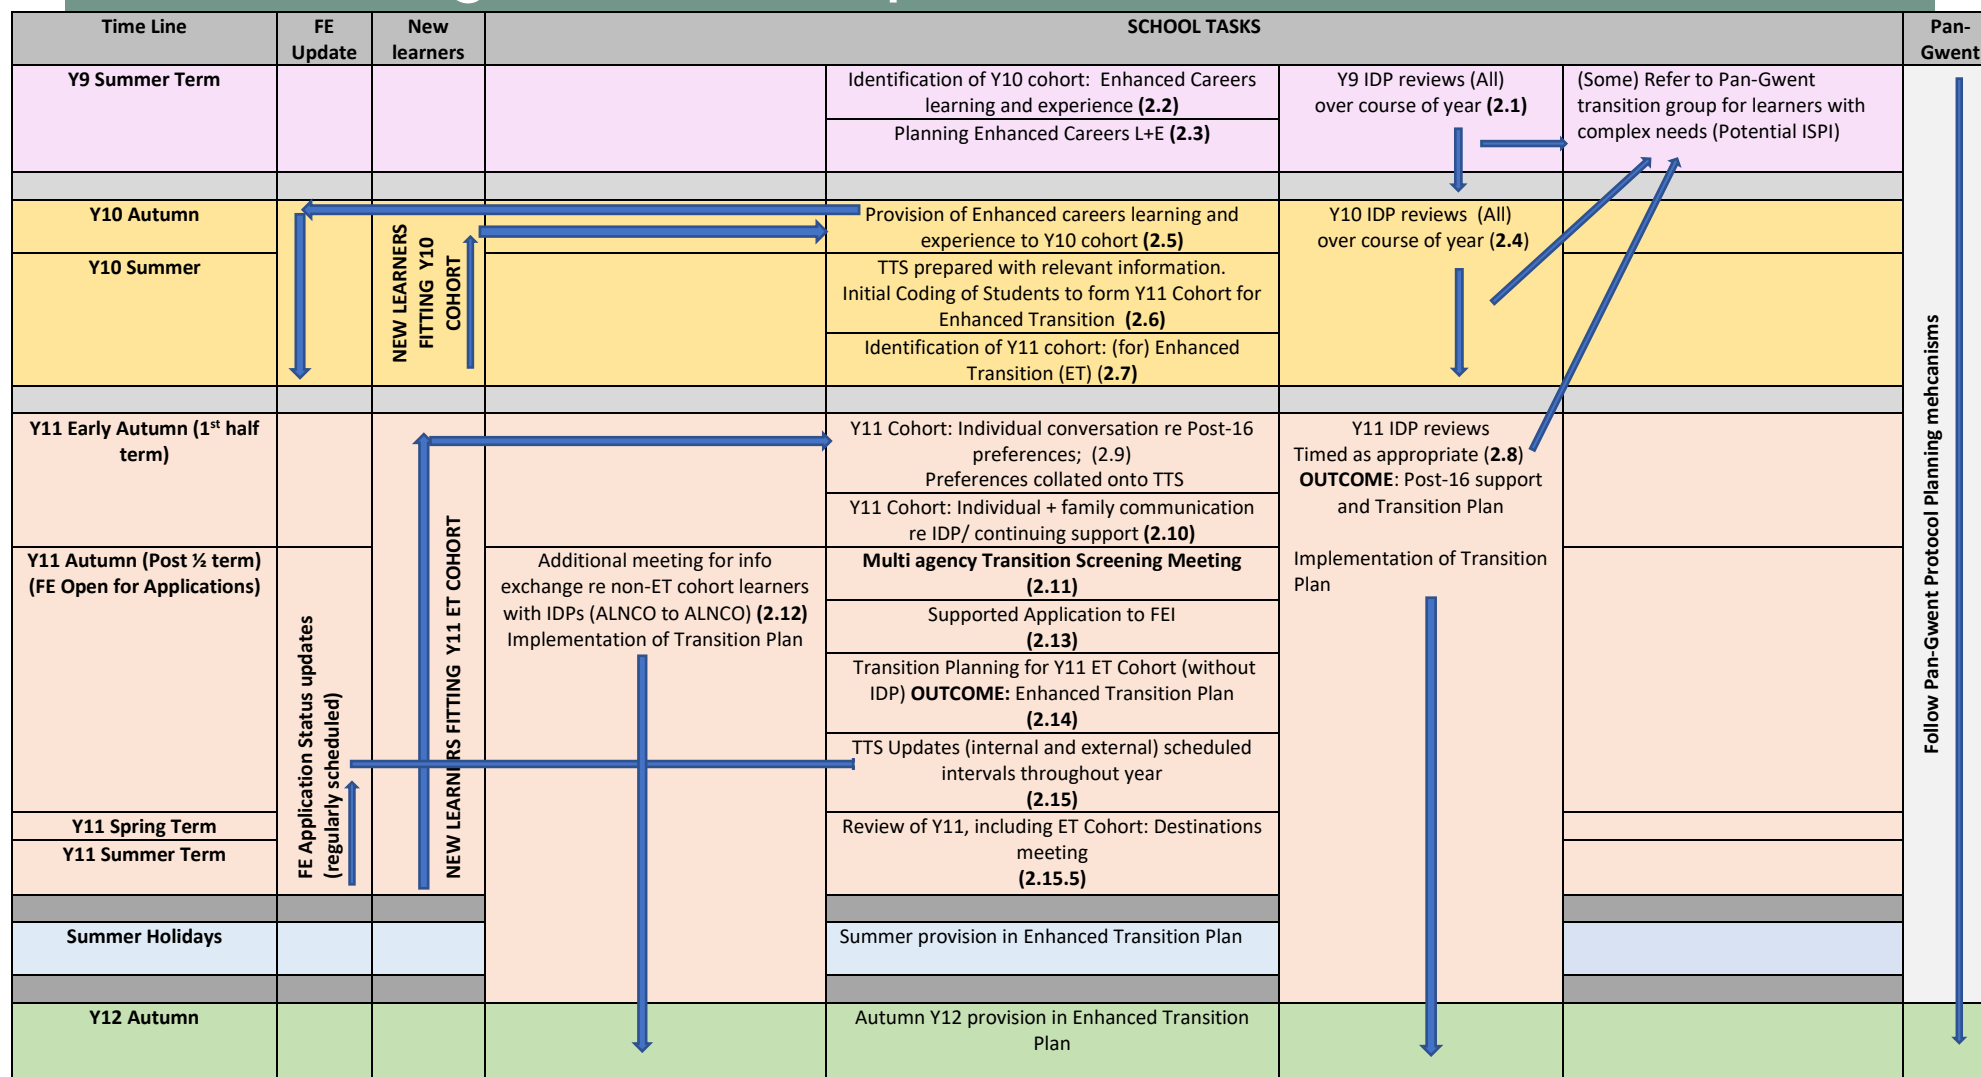 Time Line
FE
Update
New
learners
SCHOOL TASKS
Pan-
Gwent
Y9 Summer Term
Identification of Y10 cohort: Enhanced Careers
learning and experience (2.2)
Planning Enhanced Careers L+E (2.3)
Y9 IDP reviews (All)
over course of year (2.1)
(Some) Refer to Pan-Gwent
transition group for learners with
complex needs (Potential ISPI)
Follow Pan-Gwent Protocol Planning mehcanisms
Y10 Autumn
NEW LEARNERS
FITTING Y10
COHORT
Provision of Enhanced careers learning and
experience to Y10 cohort (2.5)
Y10 IDP reviews (All)
over course of year (2.4)
Y10 Summer
TTS prepared with relevant information.
Initial Coding of Students to form Y11 Cohort for
Enhanced Transition (2.6)
Identification of Y11 cohort: (for) Enhanced
Transition (ET) (2.7)
Y11 Early Autumn (1st half
term)
NEW LEARNERS FITTING Y11 ET COHORT
Y11 Cohort: Individual conversation re Post-16
preferences; (2.9)
Preferences collated onto TTS
Y11 Cohort: Individual + family communication
re IDP/ continuing support (2.10)
Y11 IDP reviews
Timed as appropriate (2.8)
OUTCOME: Post-16 support
and Transition Plan
Implementation of Transition
Plan
Y11 Autumn (Post ½ term)
(FE Open for Applications)
FE Application Status updates
(regularly scheduled)
Additional meeting for info
exchange re non-ET cohort learners
with IDPs (ALNCO to ALNCO) (2.12)
Implementation of Transition Plan
Multi agency Transition Screening Meeting
(2.11)
Supported Application to FEI
(2.13)
Transition Planning for Y11 ET Cohort (without
IDP) OUTCOME: Enhanced Transition Plan
(2.14)
TTS Updates (internal and external) scheduled
intervals throughout year
(2.15)
Y11 Spring Term
Y11 Summer Term
Review of Y11, including ET Cohort: Destinations
meeting
(2.15.5)
Summer Holidays
Summer provision in Enhanced Transition Plan
Y12 Autumn
Autumn Y12 provision in Enhanced Transition
Plan